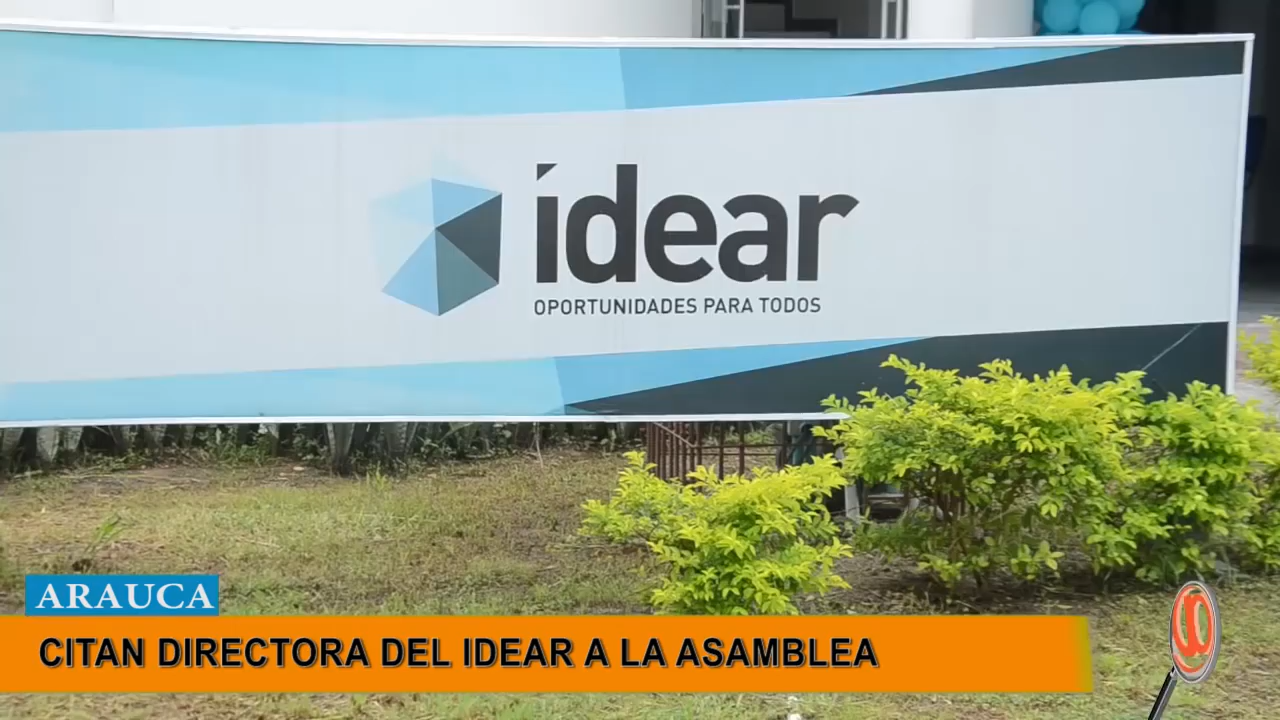 idear
OPORTUNIDADES PARA TODOS
ARAUCA
CITAN DIRECTORA DEL IDEAR A LA ASAMBLEA